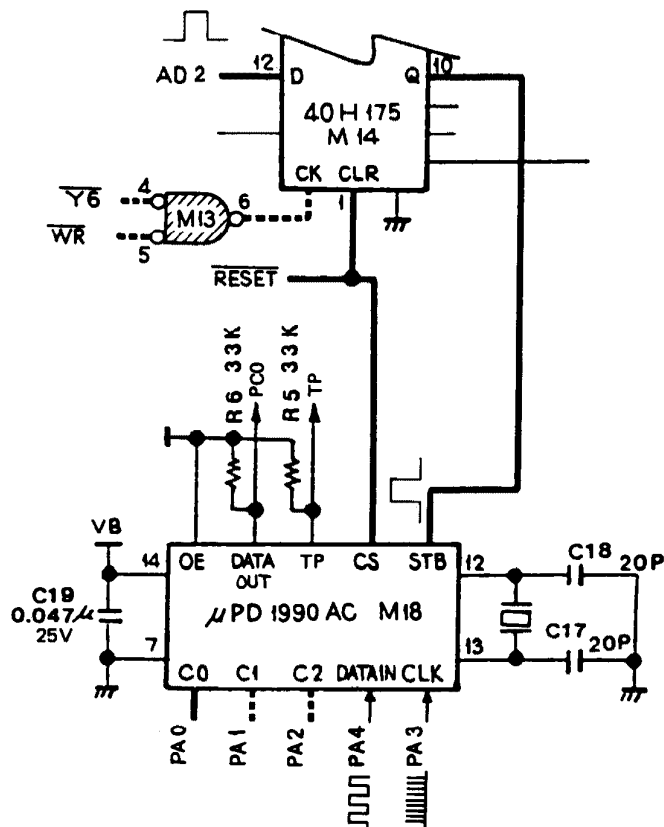 12
10
AD 2
D
Q
40H175
M14
CK CLR
Y6
4
M13
6
1
WR
5
RESET
R6 33K
PC0
R5 33K
TP
VB
14
OE
DATA OUT
TP
CS
STB
12
C18
20P
C19
0.047μ
25V
μPD 1990 AC M18
7
13
C17
20P
C0
C1
C2
DATAIN
CLK
PA0
PA1
PA2
PA4
PA3